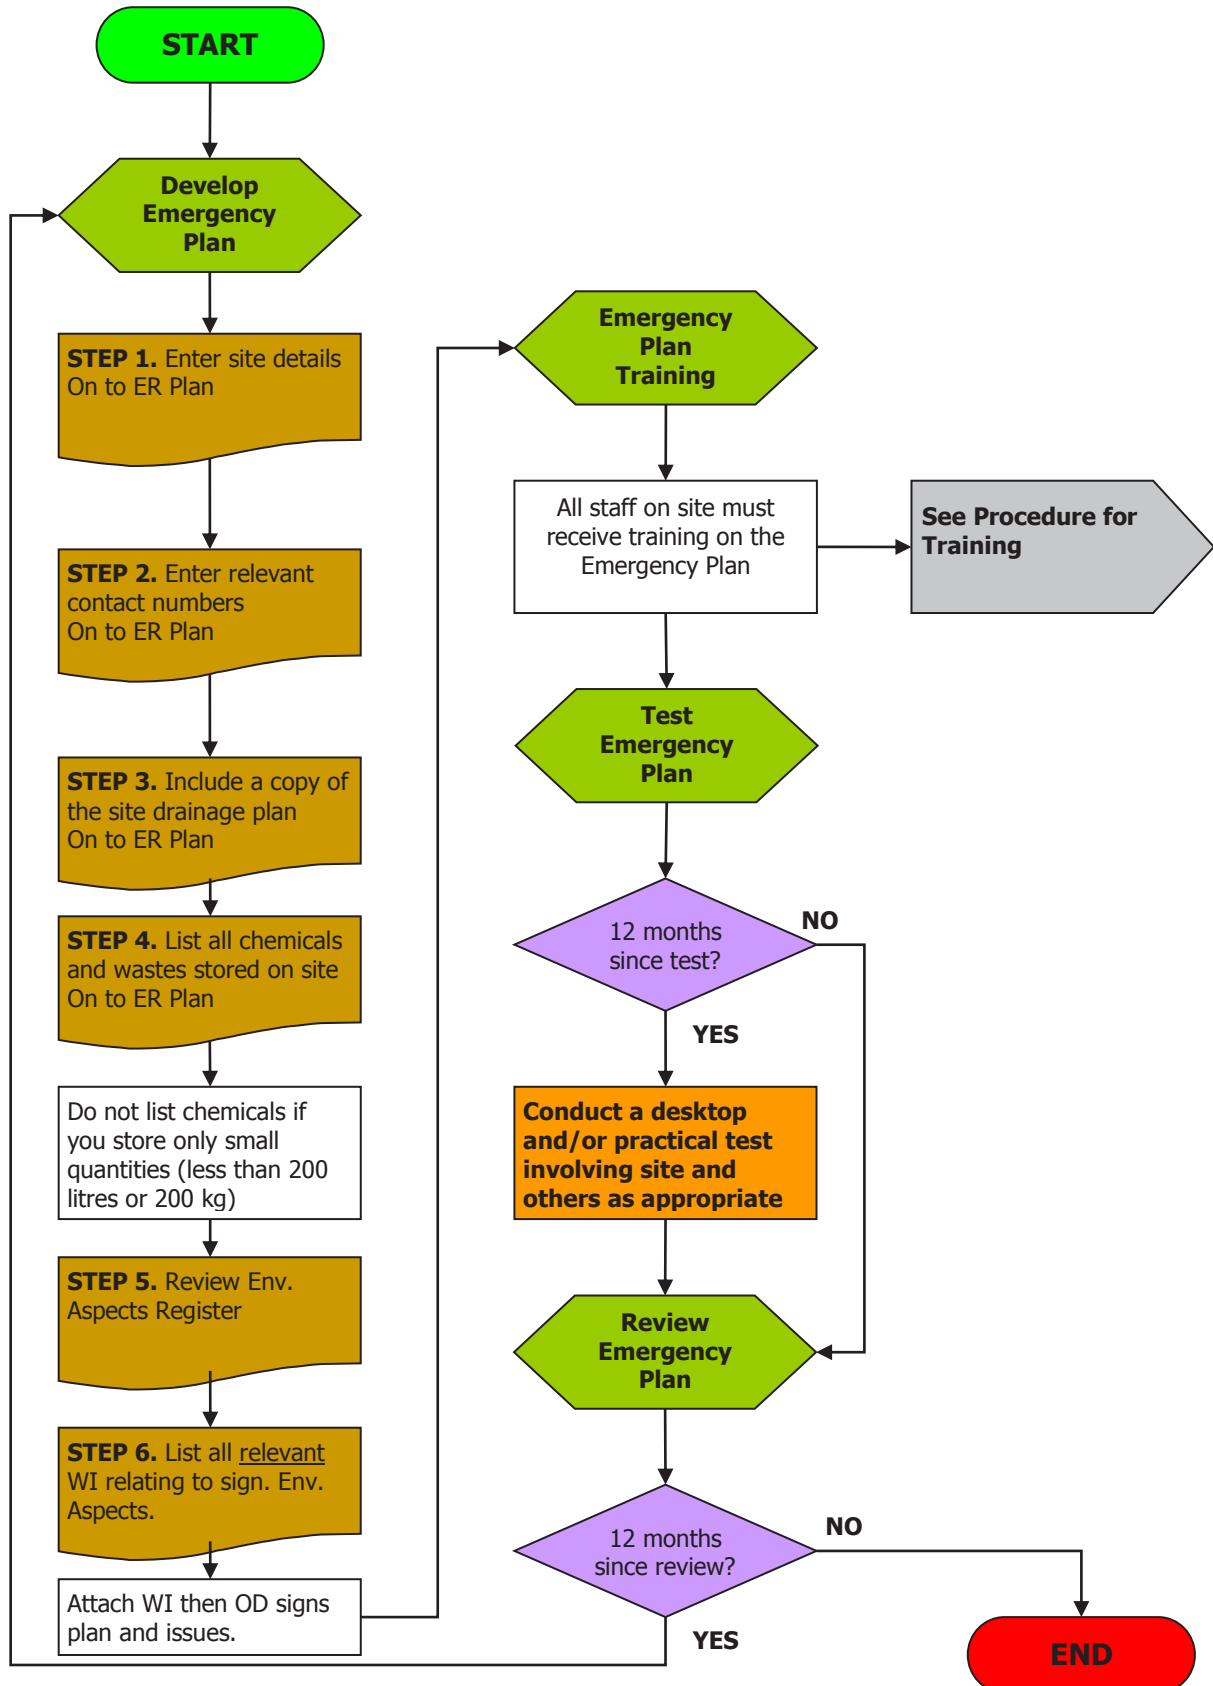 START
Develop
Emergency
Plan
STEP 1. Enter site details
On to ER Plan
STEP 2. Enter relevant
contact numbers
On to ER Plan
STEP 3. Include a copy of
the site drainage plan
On to ER Plan
STEP 4. List all chemicals
and wastes stored on site
On to ER Plan
Do not list chemicals if
you store only small
quantities (less than 200
litres or 200 kg)
STEP 5. Review Env.
Aspects Register
STEP 6. List all relevant
WI relating to sign. Env.
Aspects.
Attach WI then OD signs
plan and issues.
Emergency
Plan
Training
All staff on site must
receive training on the
Emergency Plan
See Procedure for
Training
Test
Emergency
Plan
12 months
since test?
NO
YES
Conduct a desktop
and/or practical test
involving site and
others as appropriate
Review
Emergency
Plan
12 months
since review?
NO
YES
END